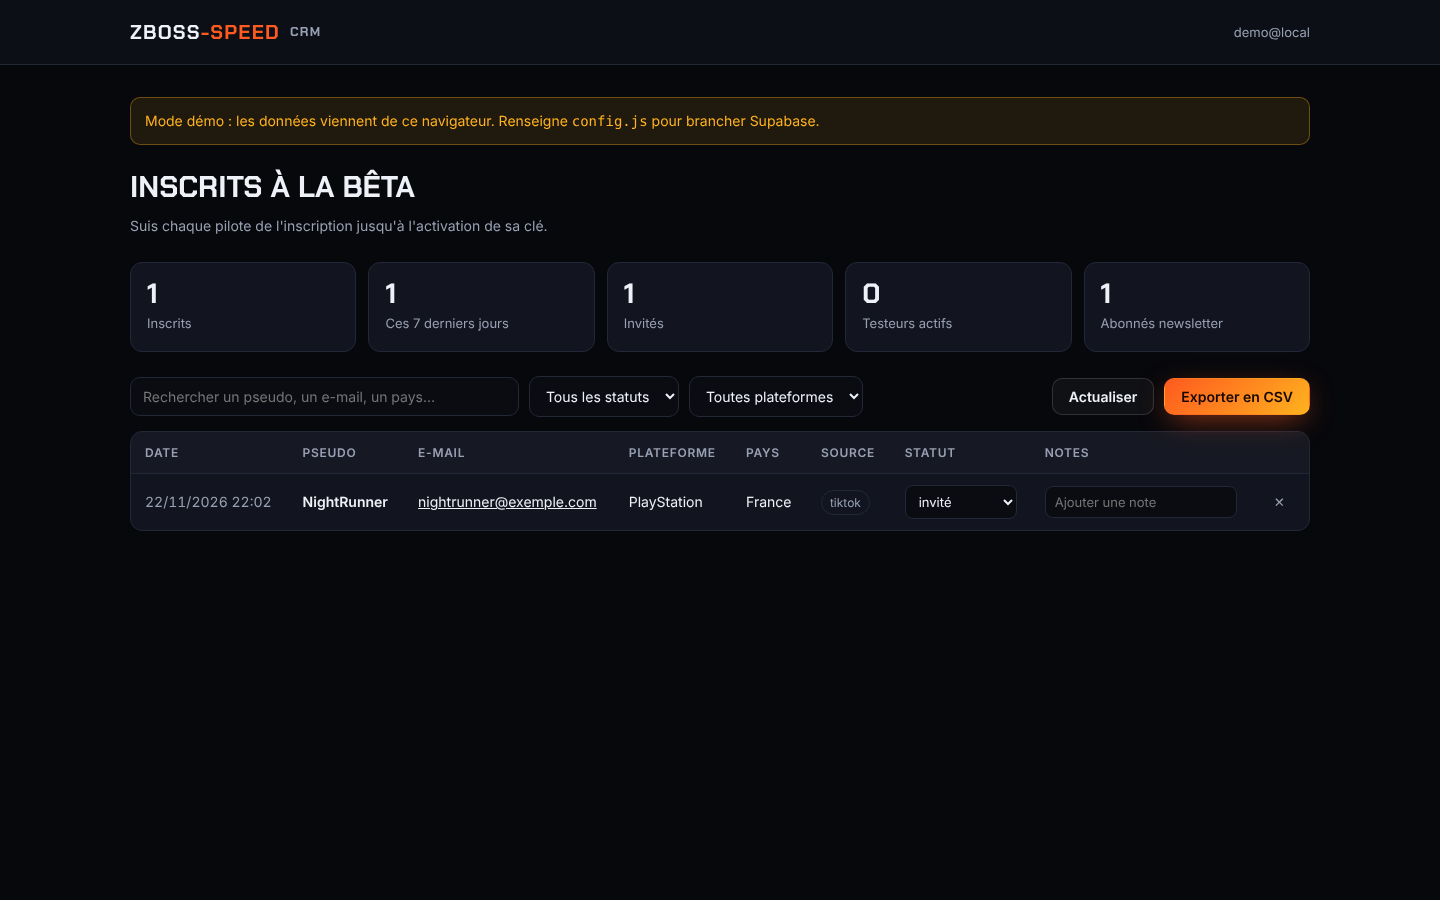 ZBOSS-SPEED CRM
demo@local
Mode démo : les données viennent de ce navigateur. Renseigne config.js pour brancher Supabase.
INSCRITS À LA BÊTA
Suis chaque pilote de l'inscription jusqu'à l'activation de sa clé.
1
Inscrits
1
Ces 7 derniers jours
1
Invités
0
Testeurs actifs
1
Abonnés newsletter
Rechercher un pseudo, un e-mail, un pays...
Tous les statuts
Toutes plateformes
Actualiser
Exporter en CSV
DATE PSEUDO E-MAIL PLATEFORME PAYS SOURCE STATUT NOTES
22/11/2026 22:02 NightRunner nightrunner@exemple.com PlayStation France tiktok invité Ajouter une note ×